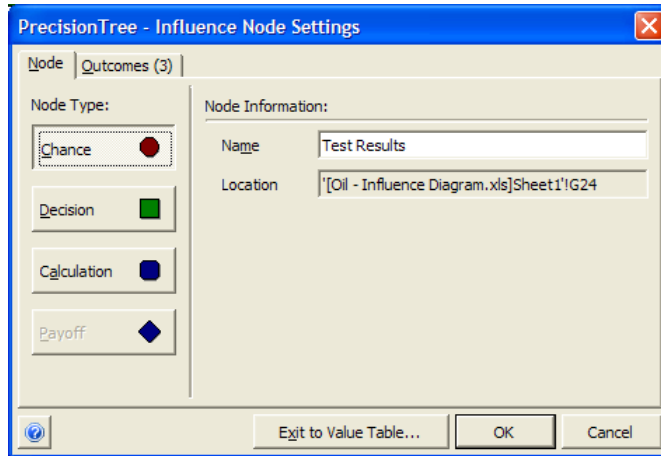 PrecisionTree - Influence Node Settings
Node
Outcomes (3)
Node Type:
Chance
Decision
Calculation
Payoff
Node Information:
Name
Test Results
Location
'[Oil - Influence Diagram.xls]Sheet1'!G24
Exit to Value Table...
OK
Cancel